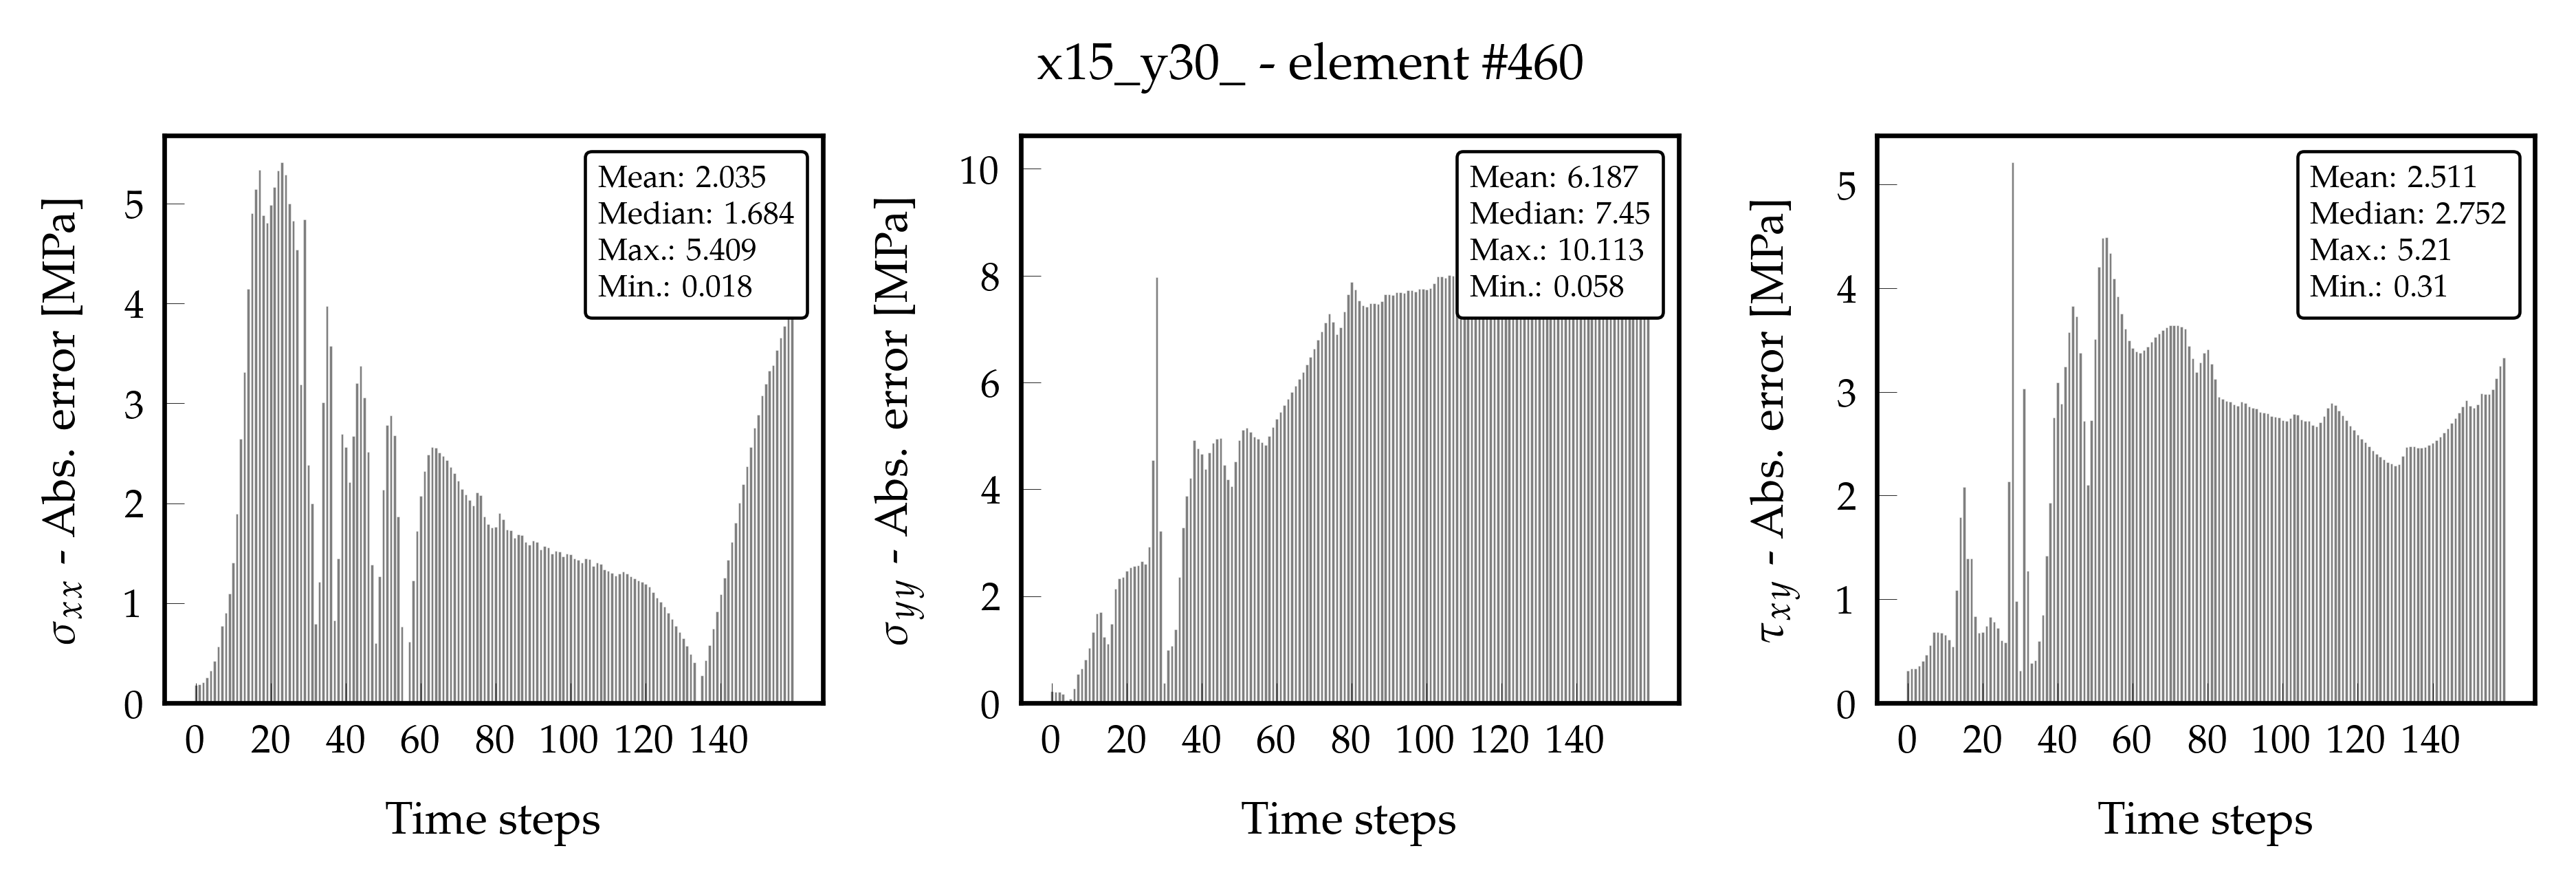 x15_y30_ - element #460
σxx - Abs. error [MPa]
5
4
3
2
1
0
Mean: 2.035
Median: 1.684
Max.: 5.409
Min.: 0.018
0 20 40 60 80 100 120 140
Time steps
σyy - Abs. error [MPa]
10
8
6
4
2
0
Mean: 6.187
Median: 7.45
Max.: 10.113
Min.: 0.058
0 20 40 60 80 100 120 140
Time steps
τxy - Abs. error [MPa]
5
4
3
2
1
0
Mean: 2.511
Median: 2.752
Max.: 5.21
Min.: 0.31
0 20 40 60 80 100 120 140
Time steps